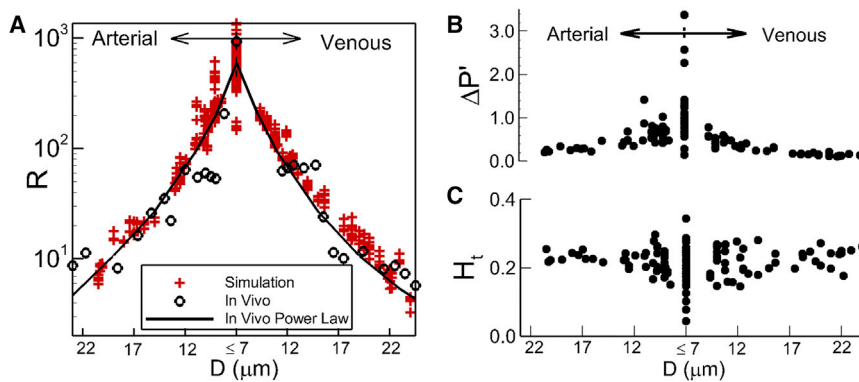 A
Arterial
Venous
10³
10²
10¹
R
Simulation
In Vivo
In Vivo Power Law
22
17
12
≤ 7
12
17
22
D (μm)
B
Arterial
Venous
3.0
2.0
1.0
0.0
ΔP'
C
0.4
0.2
0.0
Hₜ
22
17
12
≤ 7
12
17
22
D (μm)